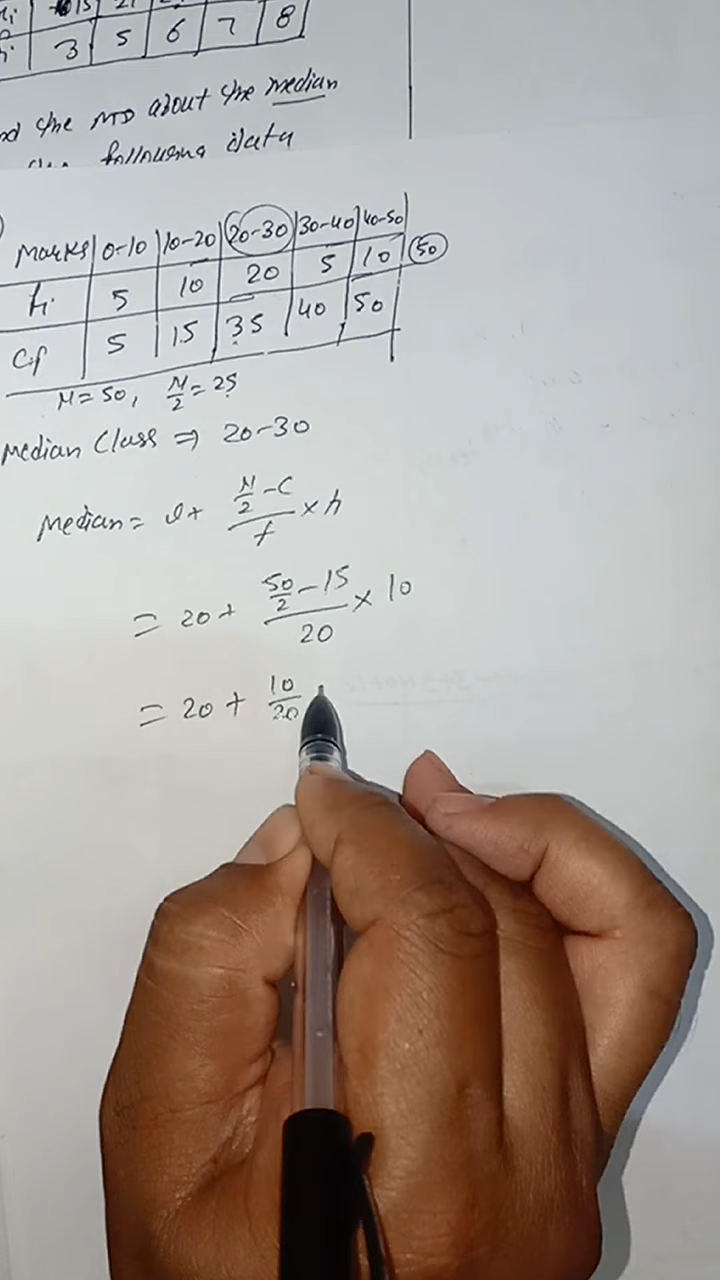 3 5 6 7 8
the MD about the median
following data
Marks 0-10 10-20 20-30 30-40 40-50
fi 5 10 20 5 10 50
Cf 5 15 35 40 50
N = 50, N/2 = 25
Median Class ⇒ 20-30
Median = l + (N/2 - C)/f × h
= 20 + (50/2 - 15)/20 × 10
= 20 + 10/20